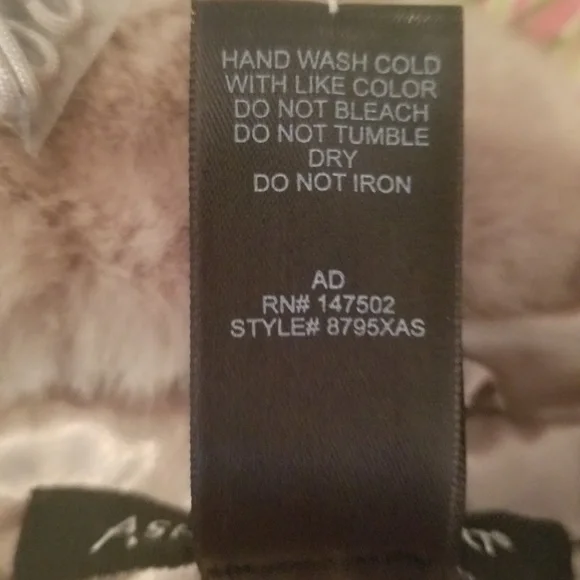 HAND WASH COLD
WITH LIKE COLOR
DO NOT BLEACH
DO NOT TUMBLE
DRY
DO NOT IRON
AD
RN# 147502
STYLE# 8795XAS